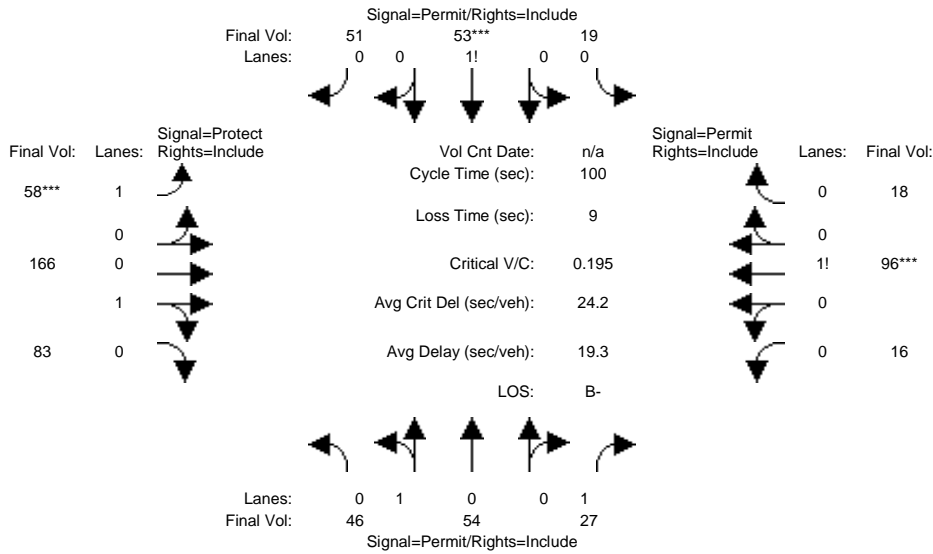 Signal=Permit/Rights=Include
Final Vol: 51 53*** 19
Lanes: 0 0 1! 0 0
Signal=Protect
Final Vol: Lanes: Rights=Include
Vol Cnt Date: n/a
Signal=Permit
Rights=Include Lanes: Final Vol:
Cycle Time (sec): 100
58*** 1
0 18
Loss Time (sec): 9
0
0
166 0
Critical V/C: 0.195
1! 96***
1
Avg Crit Del (sec/veh): 24.2
0
83 0
Avg Delay (sec/veh): 19.3
0 16
LOS: B-
Lanes: 0 1 0 0 1
Final Vol: 46 54 27
Signal=Permit/Rights=Include